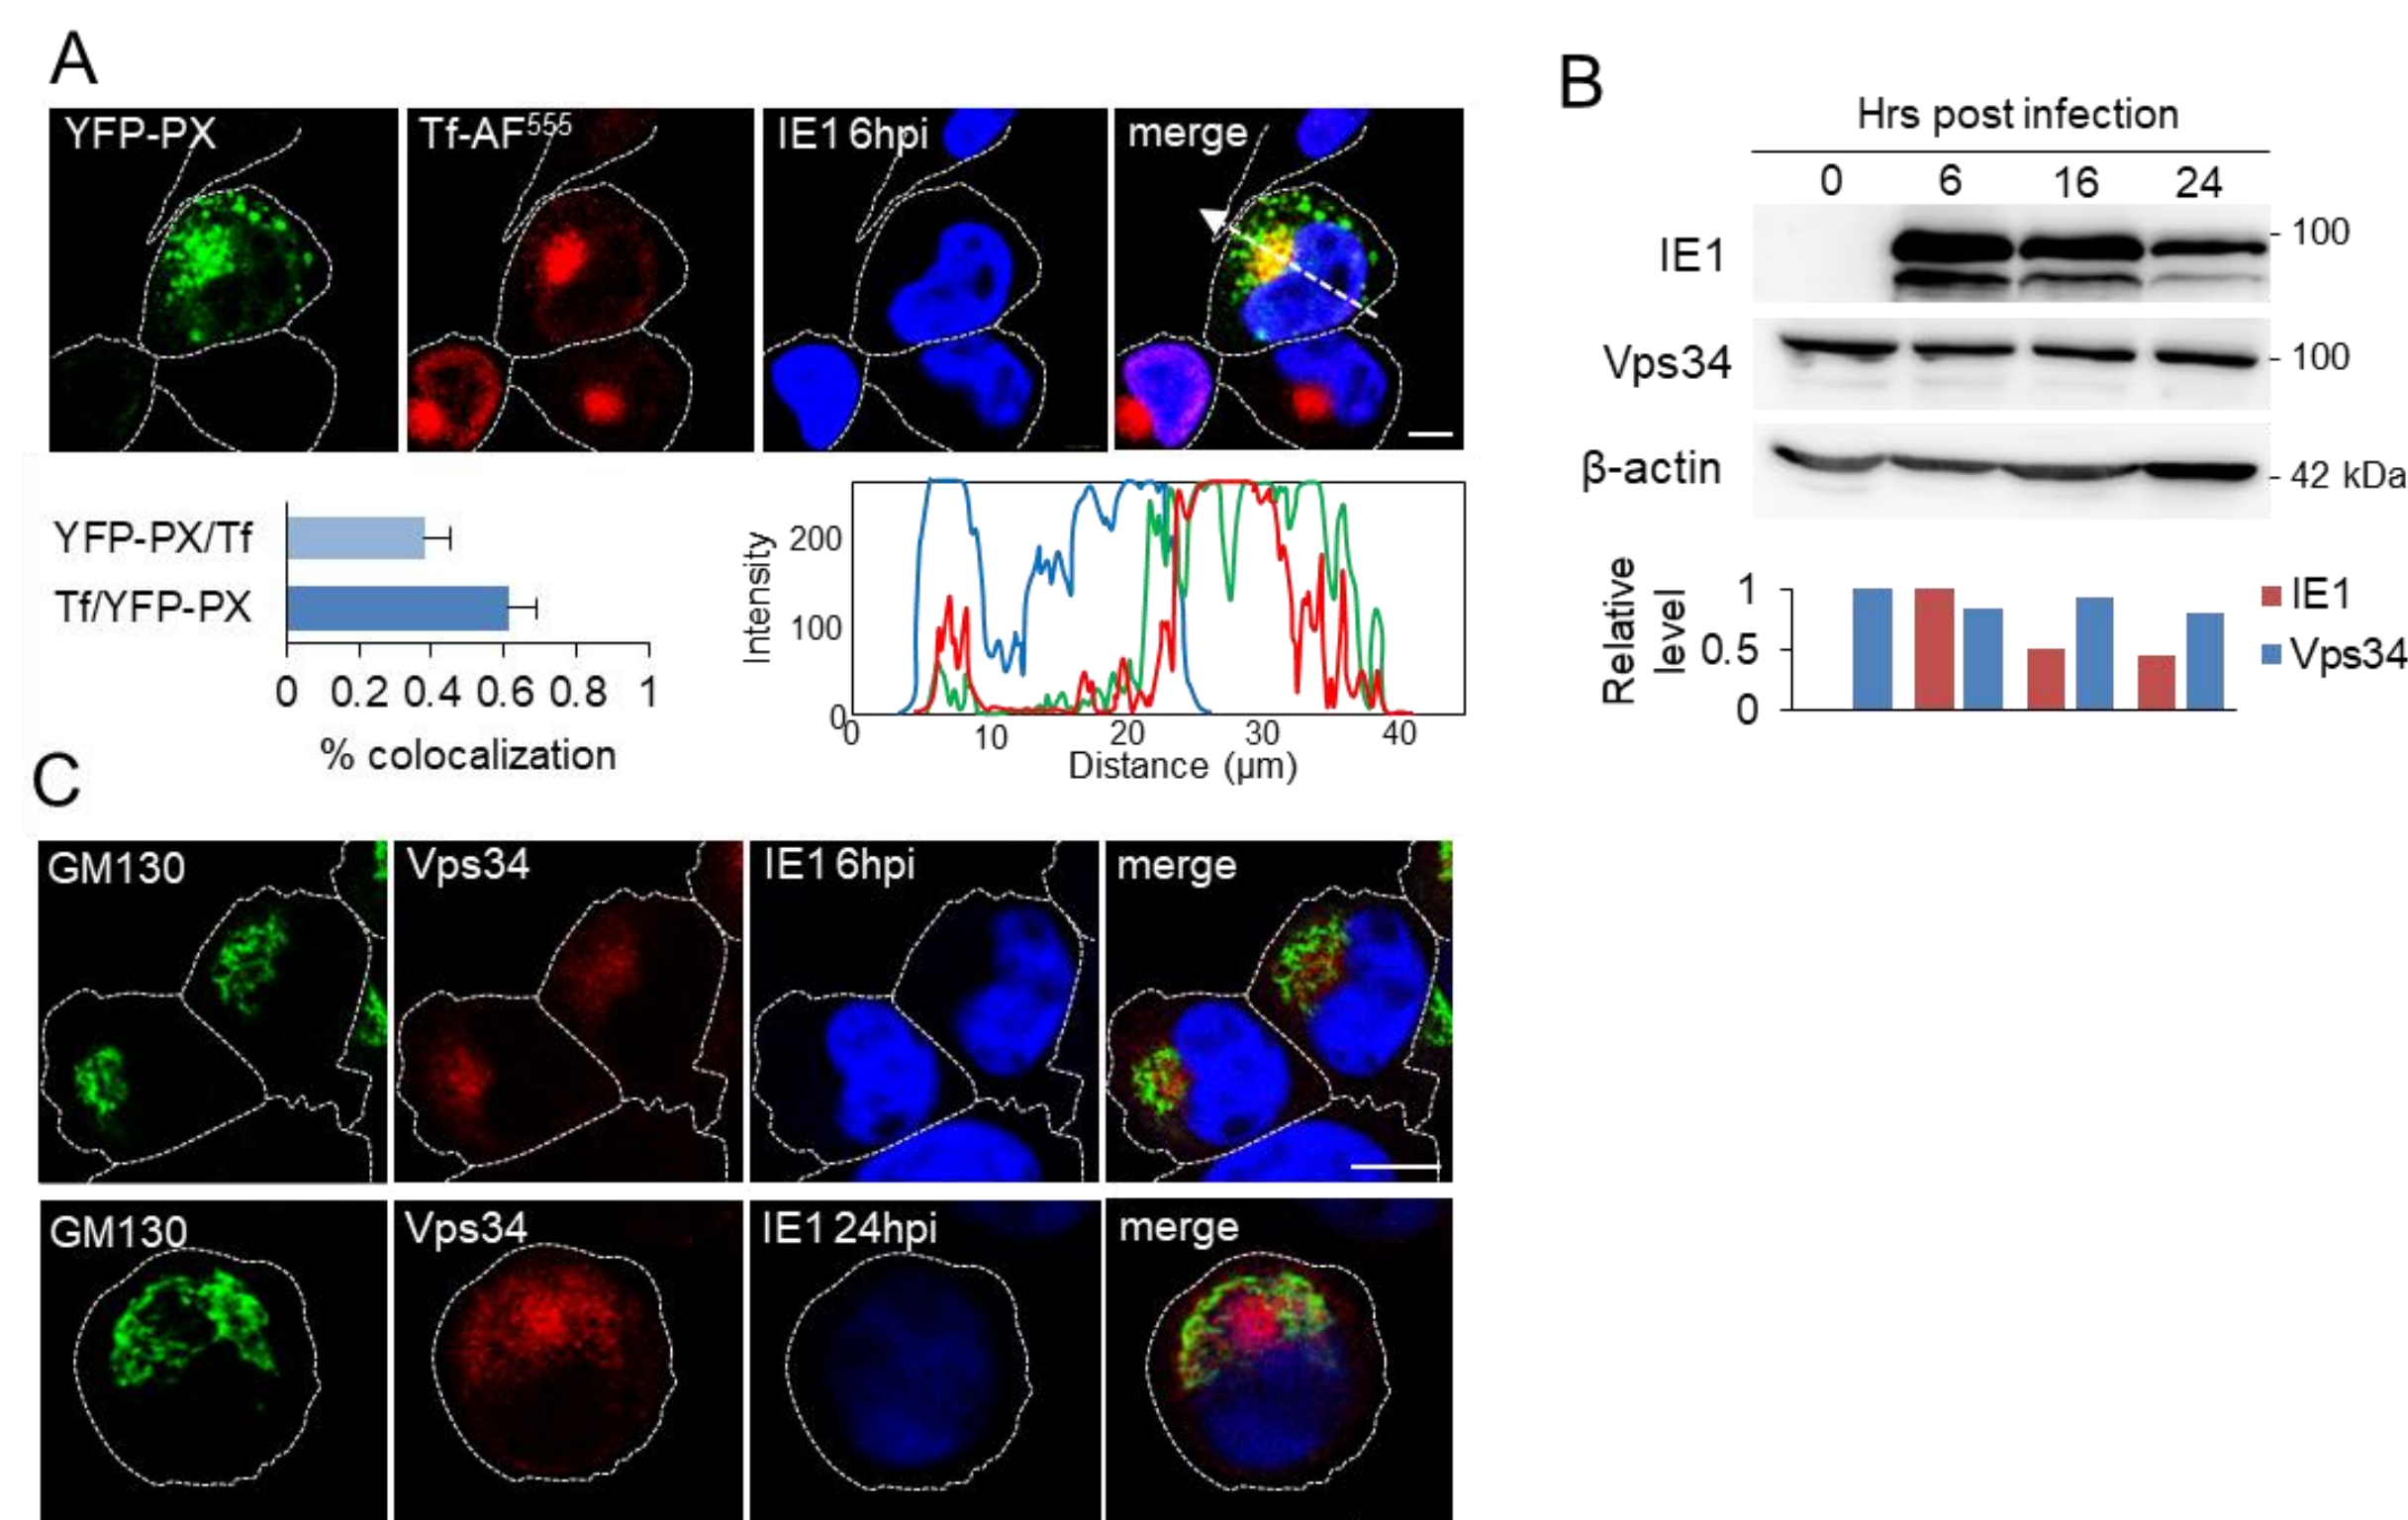 A
YFP-PX
Tf-AF555
IE1 6hpi
merge
YFP-PX/Tf
Tf/YFP-PX
0 0.2 0.4 0.6 0.8 1
% colocalization
Intensity
200
100
0
0 10 20 30 40
Distance (µm)
B
Hrs post infection
0 6 16 24
IE1
- 100
Vps34
- 100
β-actin
- 42 kDa
Relative
level
1
0.5
0
IE1
Vps34
C
GM130
Vps34
IE1 6hpi
merge
GM130
Vps34
IE1 24hpi
merge